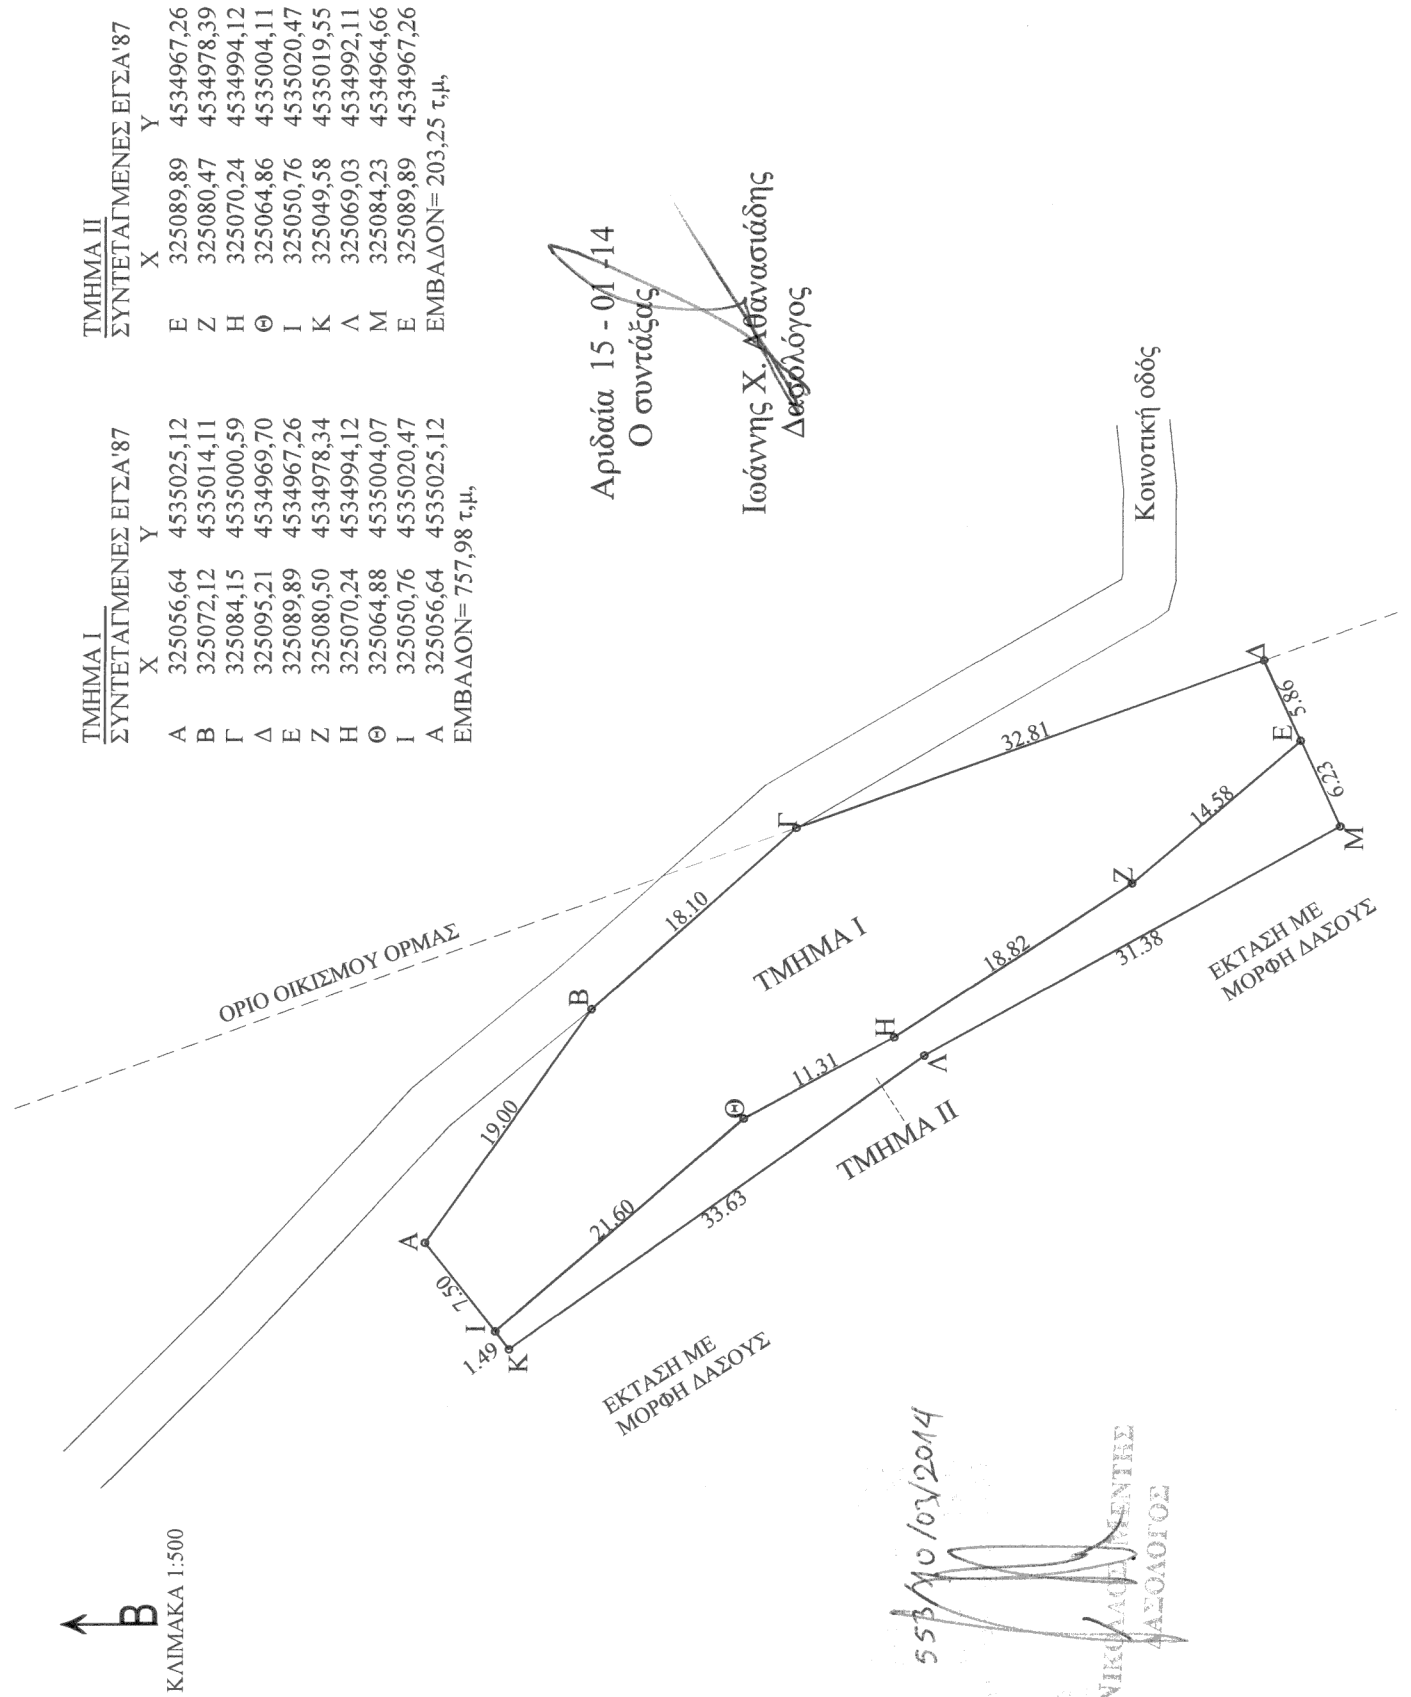 ΤΜΗΜΑ Ι
ΣΥΝΤΕΤΑΓΜΕΝΕΣ ΕΓΣΑ'87
Χ Υ
Α 325056,64 4535025,12
Β 325072,12 4535014,11
Γ 325084,15 4535000,59
Δ 325095,21 4534969,70
Ε 325089,89 4534967,26
Ζ 325080,50 4534978,34
Η 325070,24 4534994,12
Θ 325064,88 4535004,07
Ι 325050,76 4535020,47
Α 325056,64 4535025,12
ΕΜΒΑΔΟΝ= 757,98 τ,μ,
ΤΜΗΜΑ ΙΙ
ΣΥΝΤΕΤΑΓΜΕΝΕΣ ΕΓΣΑ'87
Χ Υ
Ε 325089,89 4534967,26
Ζ 325080,47 4534978,39
Η 325070,24 4534994,12
Θ 325064,86 4535004,11
Ι 325050,76 4535020,47
Κ 325049,58 4535019,55
Λ 325069,03 4534992,11
Μ 325084,23 4534964,66
Ε 325089,89 4534967,26
ΕΜΒΑΔΟΝ= 203,25 τ,μ,
Αριδαία 15 - 01 -14
Ο συντάξας
Ιωάννης Χ. Αθανασιάδης
Δασολόγος
Β
ΚΛΙΜΑΚΑ 1:500
ΟΡΙΟ ΟΙΚΙΣΜΟΥ ΟΡΜΑΣ
Κοινοτική οδός
Α
19.00
Β
18.10
Γ
32.81
Δ
5.86
Ε
6.23
Μ
14.58
Ζ
18.82
Η
11.31
Θ
21.60
Ι
7.50
1.49
Κ
33.63
Λ
31.38
ΤΜΗΜΑ Ι
ΤΜΗΜΑ ΙΙ
ΕΚΤΑΣΗ ΜΕ
ΜΟΡΦΗ ΔΑΣΟΥΣ
ΕΚΤΑΣΗ ΜΕ
ΜΟΡΦΗ ΔΑΣΟΥΣ
553/10/03/2014
ΝΙΚΟΛΑΟΣ
ΔΑΣΟΛΟΓΟΣ